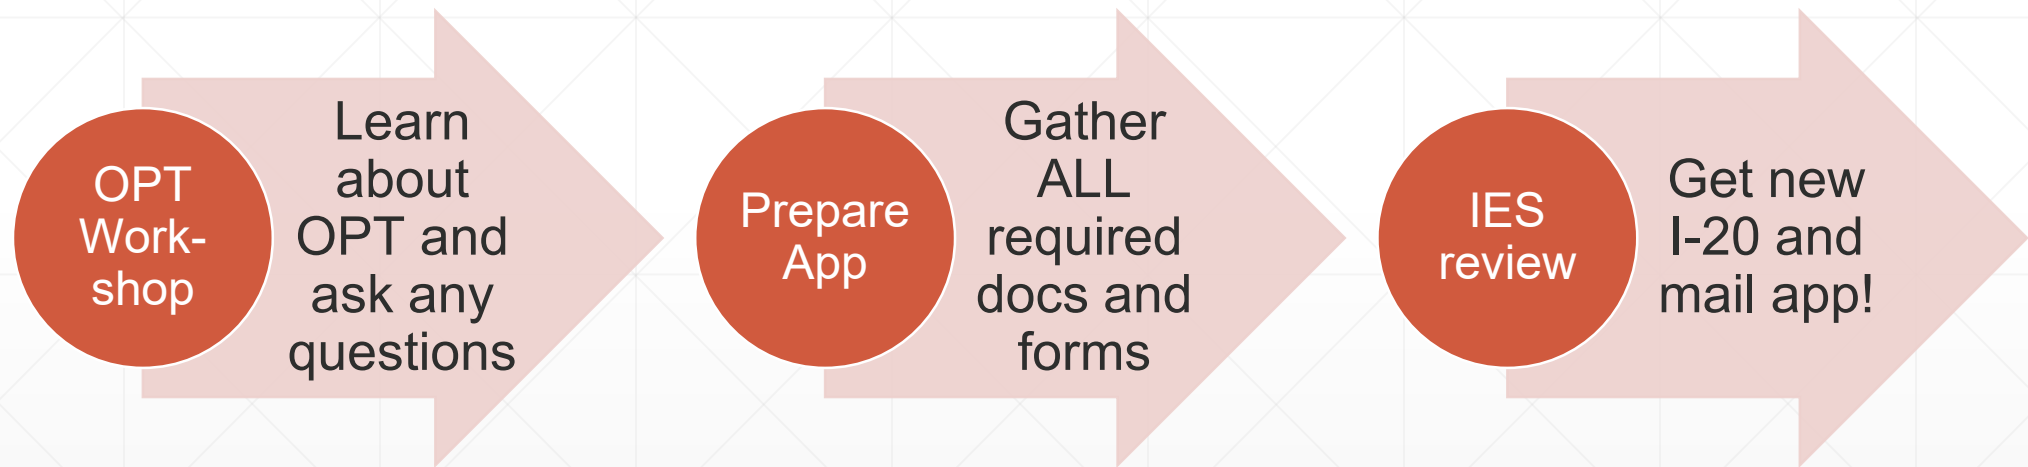 OPT
Work-
shop
Learn
about
OPT and
ask any
questions
Prepare
App
Gather
ALL
required
docs and
forms
IES
review
Get new
I-20 and
mail app!